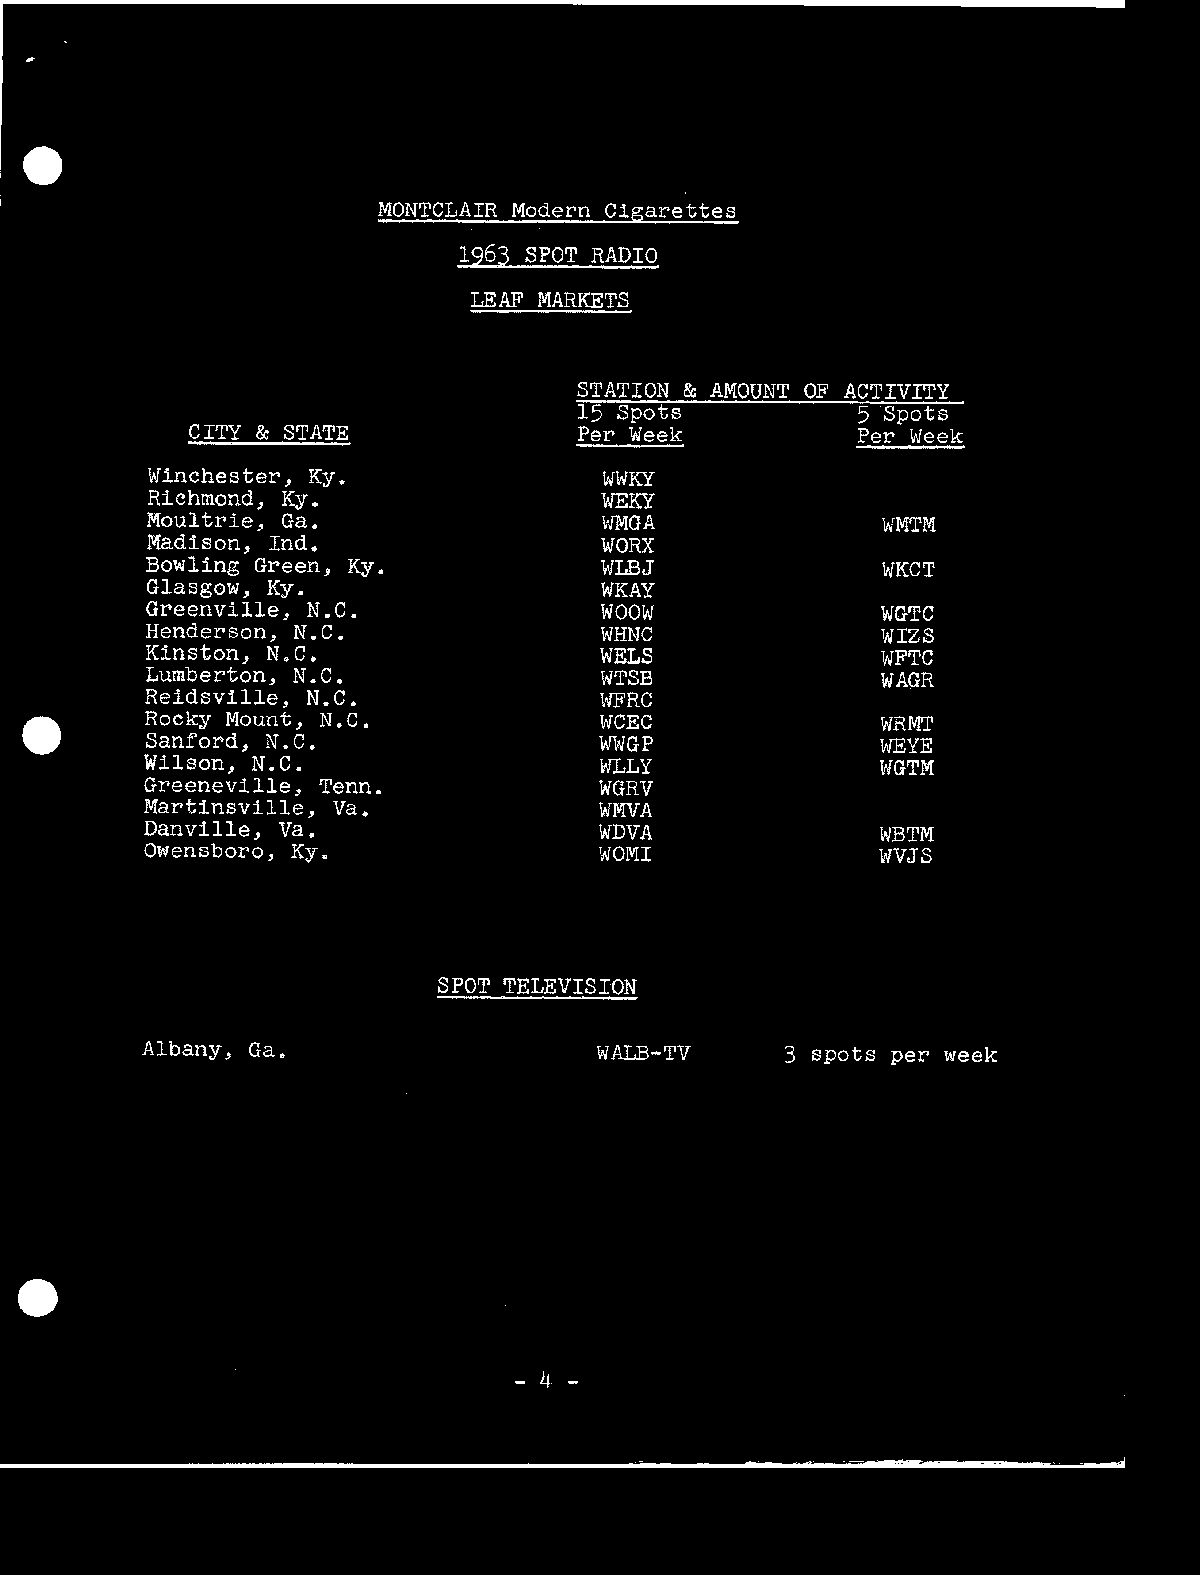 MONTCLAIR Modern Cigarettes
1963 SPOT RADIO
LEAF MARKETS
STATION & AMOUNT OF ACTIVITY
15 Spots 5 Spots
CITY & STATE Per Week Per Week
Winchester, Ky. WWKY
Richmond, Ky. WEKY
Moultrie, Ga. WMGA WMTM
Madison, Ind. WORX
Bowling Green, Ky. WLBJ WKCT
Glasgow, Ky. WKAY
Greenville, N.C. WOOW WGTC
Henderson, N.C. WHNC WIZS
Kinston, N.C. WELS WFTC
Lumberton, N.C. WTSB WAGR
Reidsville, N.C. WFRC
Rocky Mount, N.C. WCEC WRMT
Sanford, N.C. WWGP WEYE
Wilson, N.C. WLLY WGTM
Greeneville, Tenn. WGRV
Martinsville, Va. WMVA
Danville, Va. WDVA WBTM
Owensboro, Ky. WOMI WVJS
SPOT TELEVISION
Albany, Ga. WALB-TV 3 spots per week
- 4 -